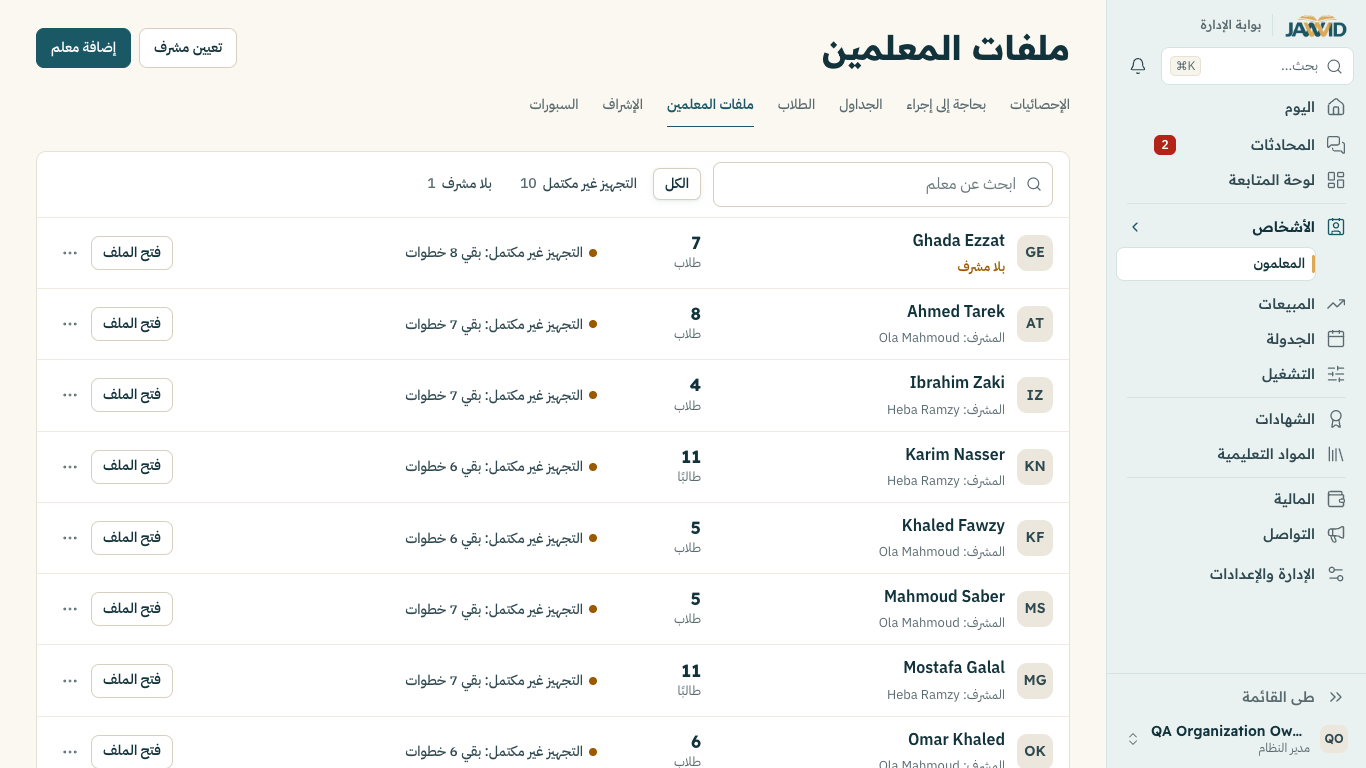 JAWWID
بوابة الإدارة
بحث...
⌘K
اليوم
المحادثات
2
لوحة المتابعة
الأشخاص
المعلمون
المبيعات
الجدولة
التشغيل
الشهادات
المواد التعليمية
المالية
التواصل
الإدارة والإعدادات
طي القائمة
QO
QA Organization Ow...
مدير النظام
ملفات المعلمين
تعيين مشرف
إضافة معلم
الإحصائيات
بحاجة إلى إجراء
الجداول
الطلاب
ملفات المعلمين
الإشراف
السبورات
ابحث عن معلم
الكل
التجهيز غير مكتمل 10
بلا مشرف 1
GE
Ghada Ezzat
بلا مشرف
7
طلاب
التجهيز غير مكتمل: بقي 8 خطوات
فتح الملف
AT
Ahmed Tarek
المشرف: Ola Mahmoud
8
طلاب
التجهيز غير مكتمل: بقي 7 خطوات
فتح الملف
IZ
Ibrahim Zaki
المشرف: Heba Ramzy
4
طلاب
التجهيز غير مكتمل: بقي 7 خطوات
فتح الملف
KN
Karim Nasser
المشرف: Heba Ramzy
11
طالبًا
التجهيز غير مكتمل: بقي 6 خطوات
فتح الملف
KF
Khaled Fawzy
المشرف: Ola Mahmoud
5
طلاب
التجهيز غير مكتمل: بقي 6 خطوات
فتح الملف
MS
Mahmoud Saber
المشرف: Ola Mahmoud
5
طلاب
التجهيز غير مكتمل: بقي 7 خطوات
فتح الملف
MG
Mostafa Galal
المشرف: Heba Ramzy
11
طالبًا
التجهيز غير مكتمل: بقي 7 خطوات
فتح الملف
OK
Omar Khaled
المشرف: Ola Mahmoud
6
طلاب
التجهيز غير مكتمل: بقي 6 خطوات
فتح الملف